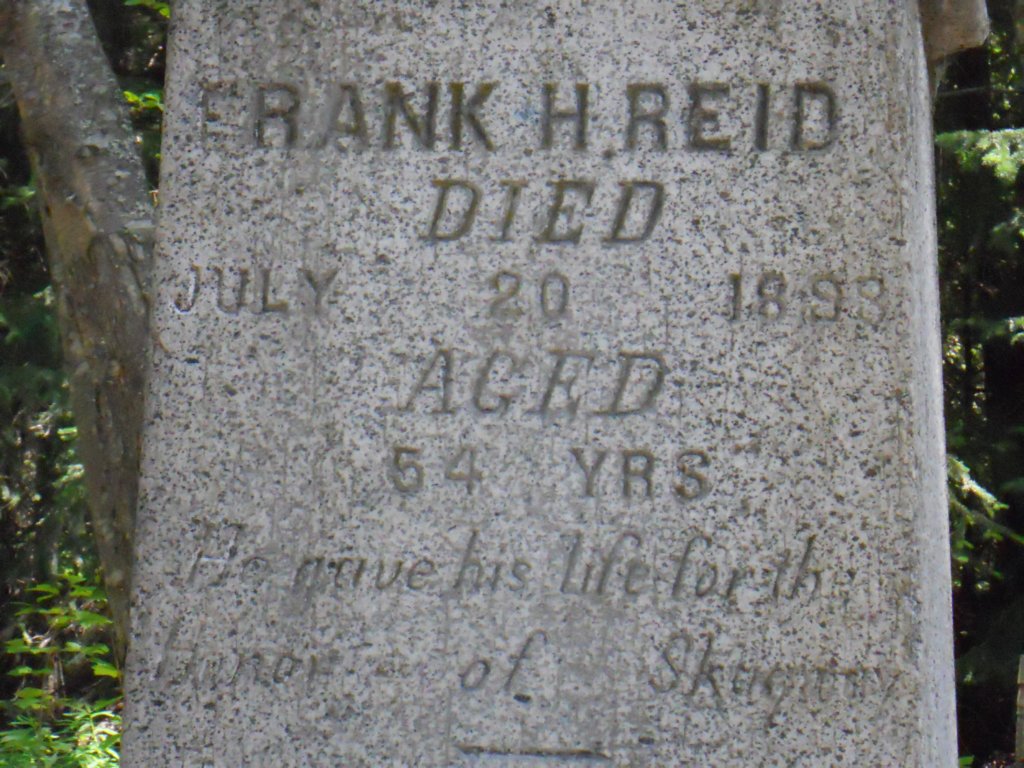 FRANK H. REID
DIED
JULY 20 1898
AGED
54 YRS
He gave his life for the
honor of Skagway